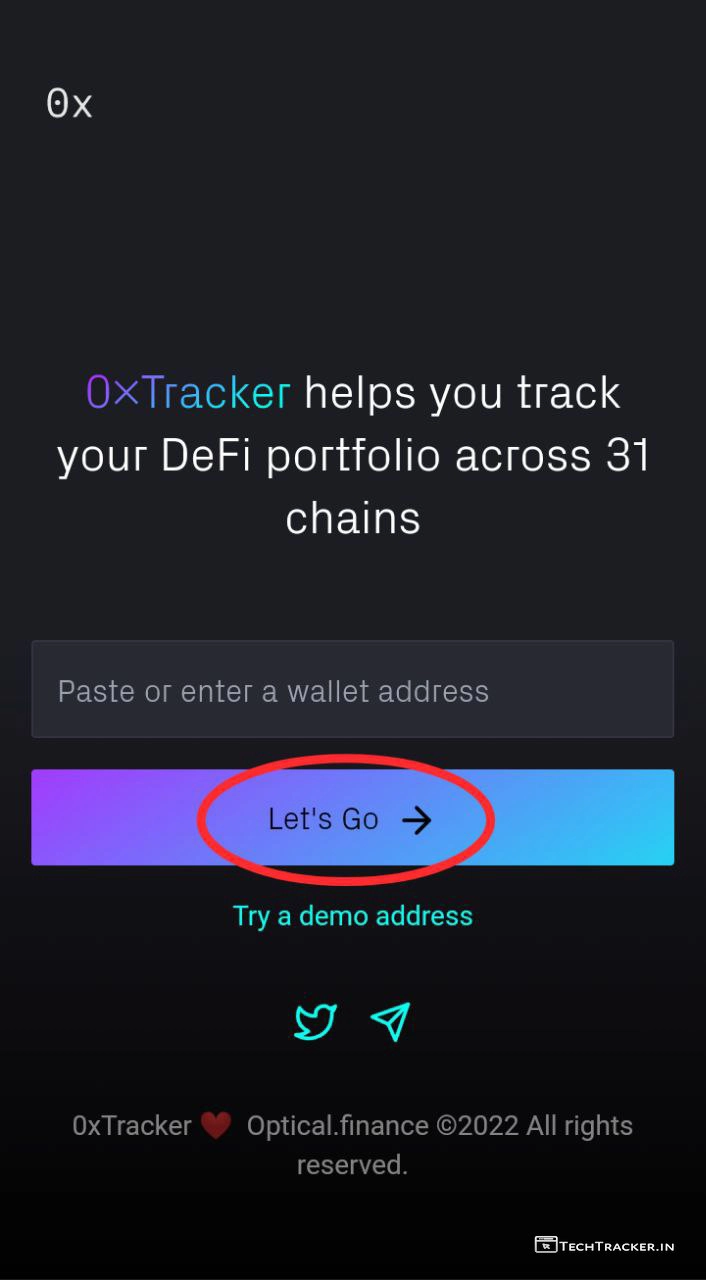 0x
0xTracker helps you track
your DeFi portfolio across 31
chains
Paste or enter a wallet address
Let's Go →
Try a demo address
0xTracker ❤️ Optical.finance ©2022 All rights
reserved.
TECHTRACKER.IN